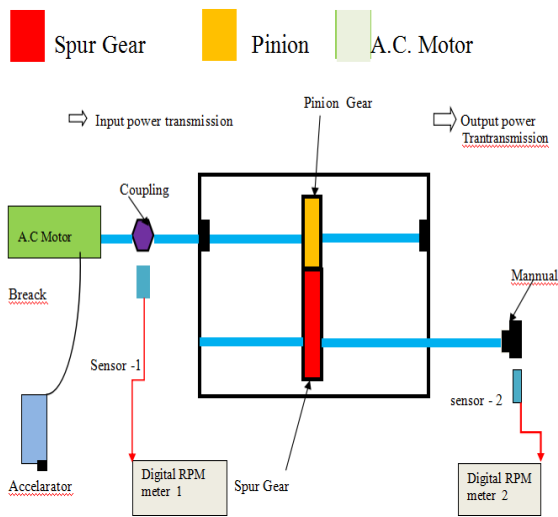 Spur Gear
Pinion
A.C. Motor
Pinion Gear
Input power transmission
Output power
Trantransmission
Coupling
A.C Motor
Mannual
Breack
Sensor -1
sensor - 2
Accelarator
Digital RPM
meter 1
Spur Gear
Digital RPM
meter 2